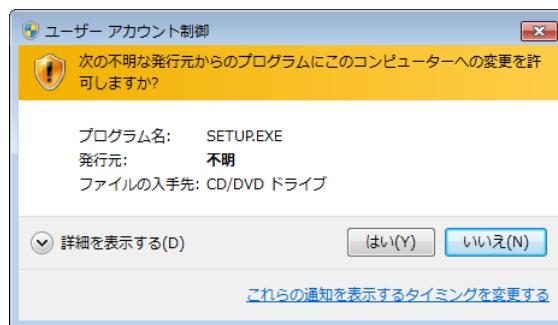 ユーザー アカウント制御
次の不明な発行元からのプログラムにこのコンピューターへの変更を許
可しますか?
プログラム名: SETUP.EXE
発行元: 不明
ファイルの入手先: CD/DVD ドライブ
詳細を表示する(D) はい(Y) いいえ(N)
これらの通知を表示するタイミングを変更する